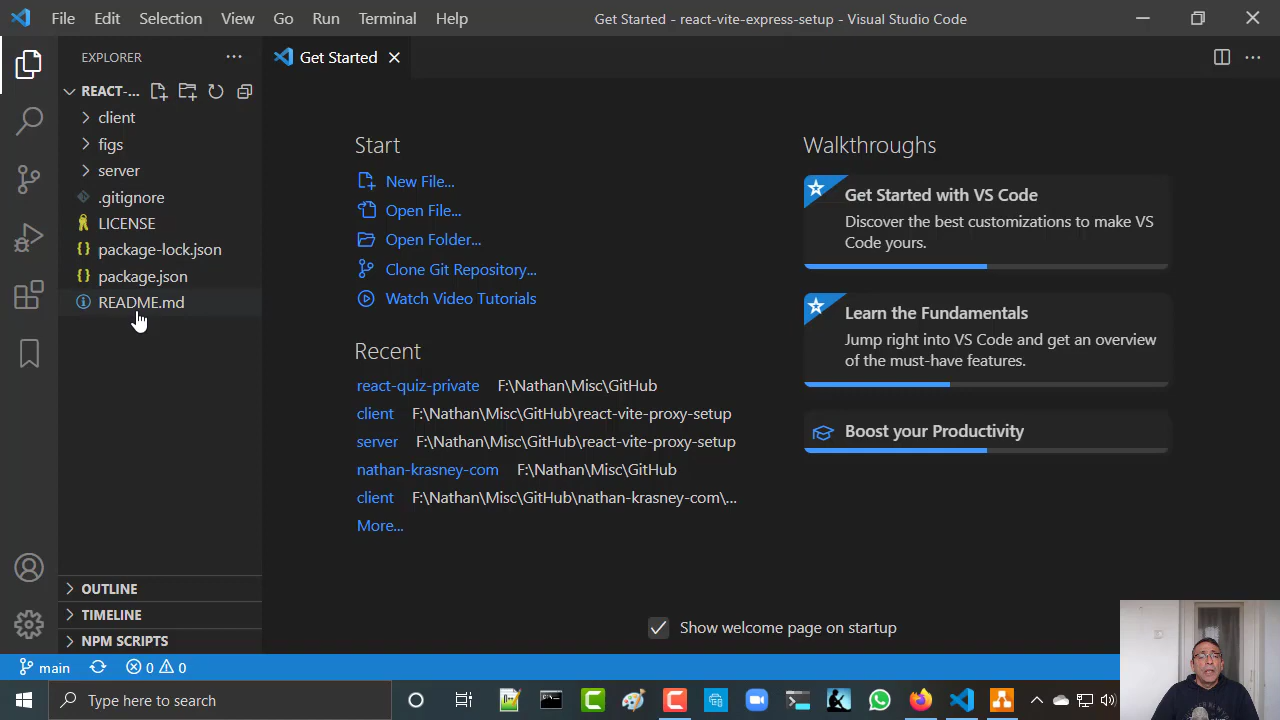 File Edit Selection View Go Run Terminal Help
Get Started - react-vite-express-setup - Visual Studio Code
EXPLORER
REACT-...
client
figs
server
.gitignore
LICENSE
package-lock.json
package.json
README.md
OUTLINE
TIMELINE
NPM SCRIPTS
Get Started
Start
New File...
Open File...
Open Folder...
Clone Git Repository...
Watch Video Tutorials
Recent
react-quiz-private F:\Nathan\Misc\GitHub
client F:\Nathan\Misc\GitHub\react-vite-proxy-setup
server F:\Nathan\Misc\GitHub\react-vite-proxy-setup
nathan-krasney-com F:\Nathan\Misc\GitHub
client F:\Nathan\Misc\GitHub\nathan-krasney-com\...
More...
Walkthroughs
Get Started with VS Code
Discover the best customizations to make VS
Code yours.
Learn the Fundamentals
Jump right into VS Code and get an overview
of the must-have features.
Boost your Productivity
Show welcome page on startup
main 0 0
Type here to search